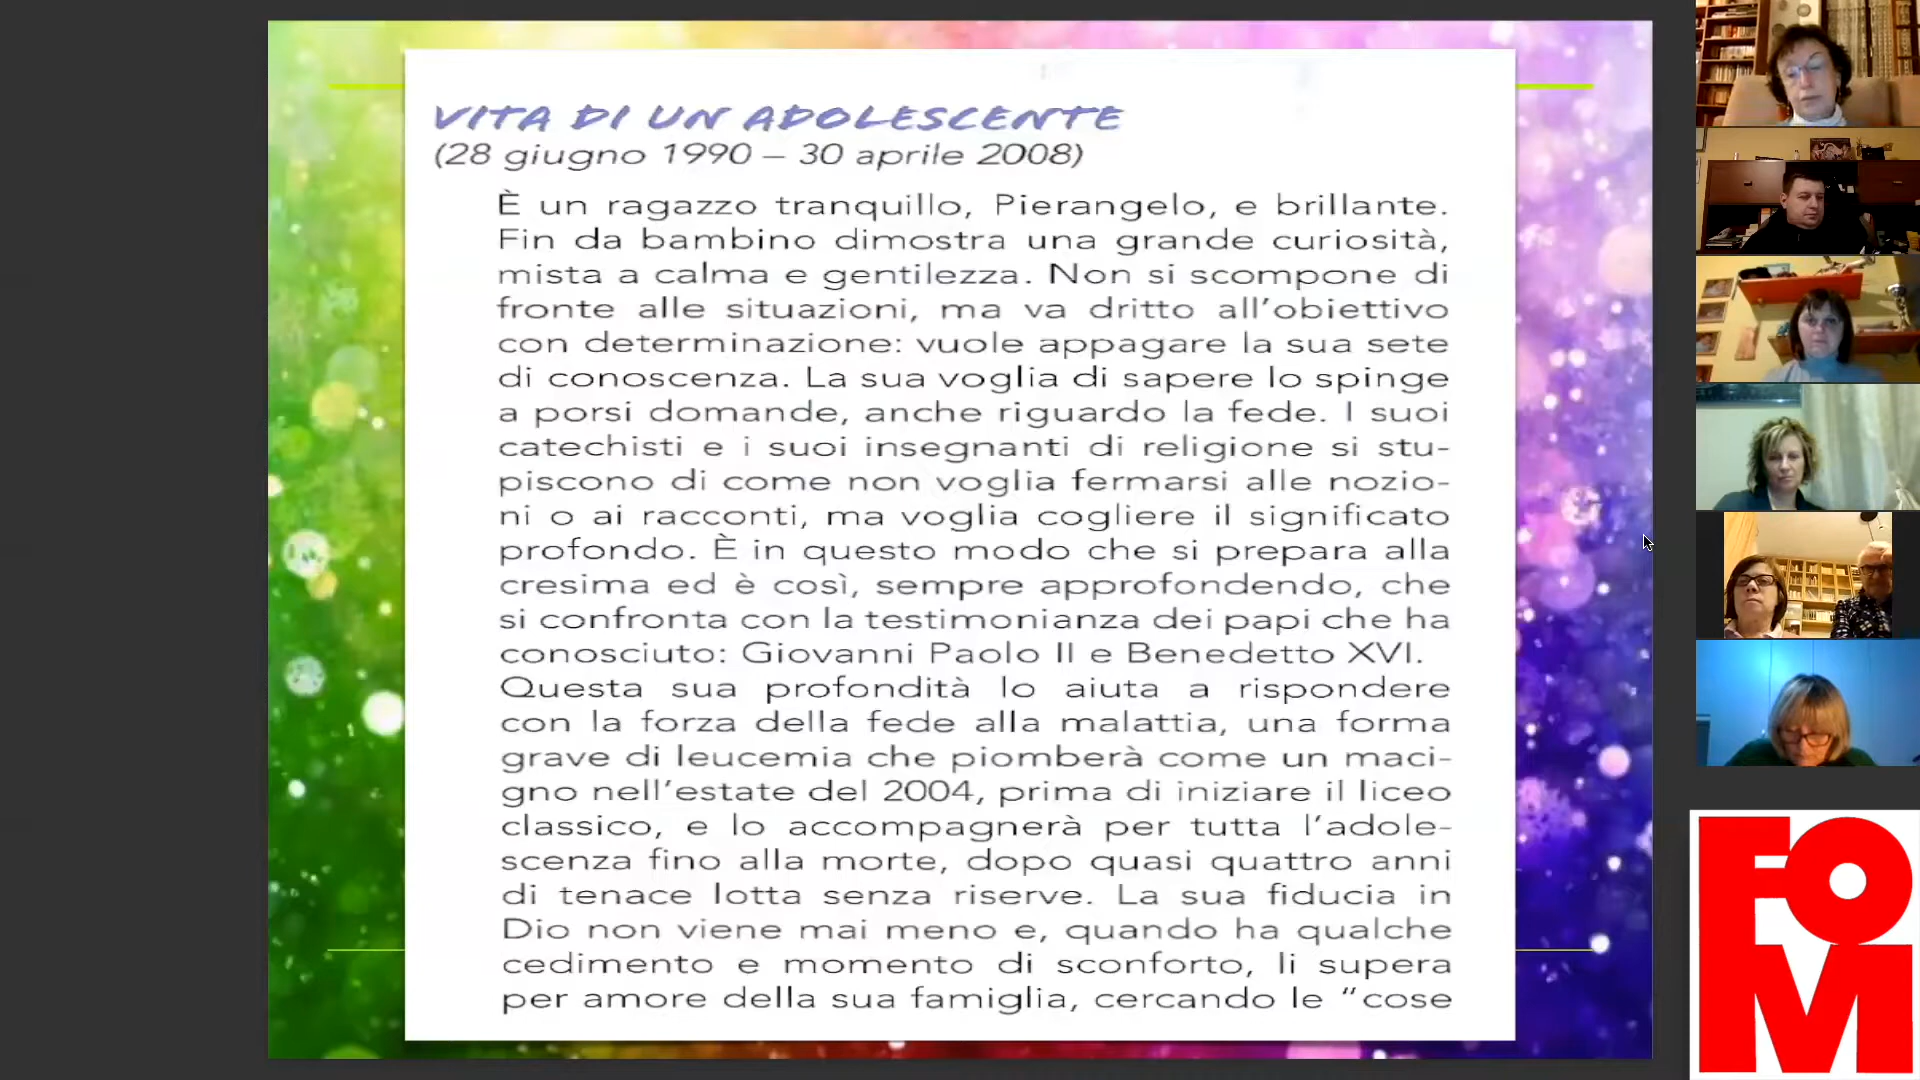 VITA DI UN ADOLESCENTE
(28 giugno 1990 – 30 aprile 2008)
È un ragazzo tranquillo, Pierangelo, e brillante.
Fin da bambino dimostra una grande curiosità,
mista a calma e gentilezza. Non si scompone di
fronte alle situazioni, ma va dritto all'obiettivo
con determinazione: vuole appagare la sua sete
di conoscenza. La sua voglia di sapere lo spinge
a porsi domande, anche riguardo la fede. I suoi
catechisti e i suoi insegnanti di religione si stu-
piscono di come non voglia fermarsi alle nozio-
ni o ai racconti, ma voglia cogliere il significato
profondo. È in questo modo che si prepara alla
cresima ed è così, sempre approfondendo, che
si confronta con la testimonianza dei papi che ha
conosciuto: Giovanni Paolo II e Benedetto XVI.
Questa sua profondità lo aiuta a rispondere
con la forza della fede alla malattia, una forma
grave di leucemia che piomberà come un maci-
gno nell'estate del 2004, prima di iniziare il liceo
classico, e lo accompagnerà per tutta l'adole-
scenza fino alla morte, dopo quasi quattro anni
di tenace lotta senza riserve. La sua fiducia in
Dio non viene mai meno e, quando ha qualche
cedimento e momento di sconforto, li supera
per amore della sua famiglia, cercando le “cose
FOM